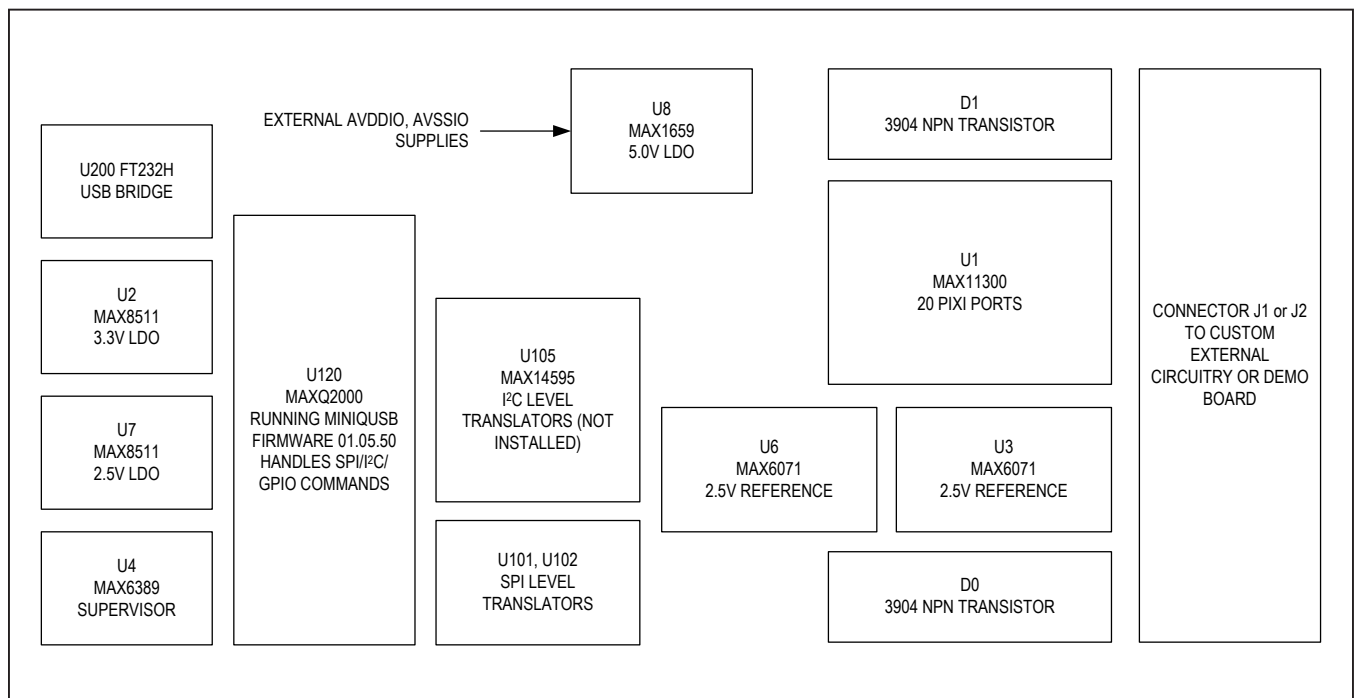 EXTERNAL AVDDIO, AVSSIO
SUPPLIES
U8
MAX1659
5.0V LDO
D1
3904 NPN TRANSISTOR
U200 FT232H
USB BRIDGE
U2
MAX8511
3.3V LDO
U7
MAX8511
2.5V LDO
U4
MAX6389
SUPERVISOR
U120
MAXQ2000
RUNNING MINIQUSB
FIRMWARE 01.05.50
HANDLES SPI/I²C/
GPIO COMMANDS
U105
MAX14595
I²C LEVEL
TRANSLATORS (NOT
INSTALLED)
U101, U102
SPI LEVEL
TRANSLATORS
U1
MAX11300
20 PIXI PORTS
U6
MAX6071
2.5V REFERENCE
U3
MAX6071
2.5V REFERENCE
D0
3904 NPN TRANSISTOR
CONNECTOR J1 or J2
TO CUSTOM
EXTERNAL
CIRCUITRY OR DEMO
BOARD